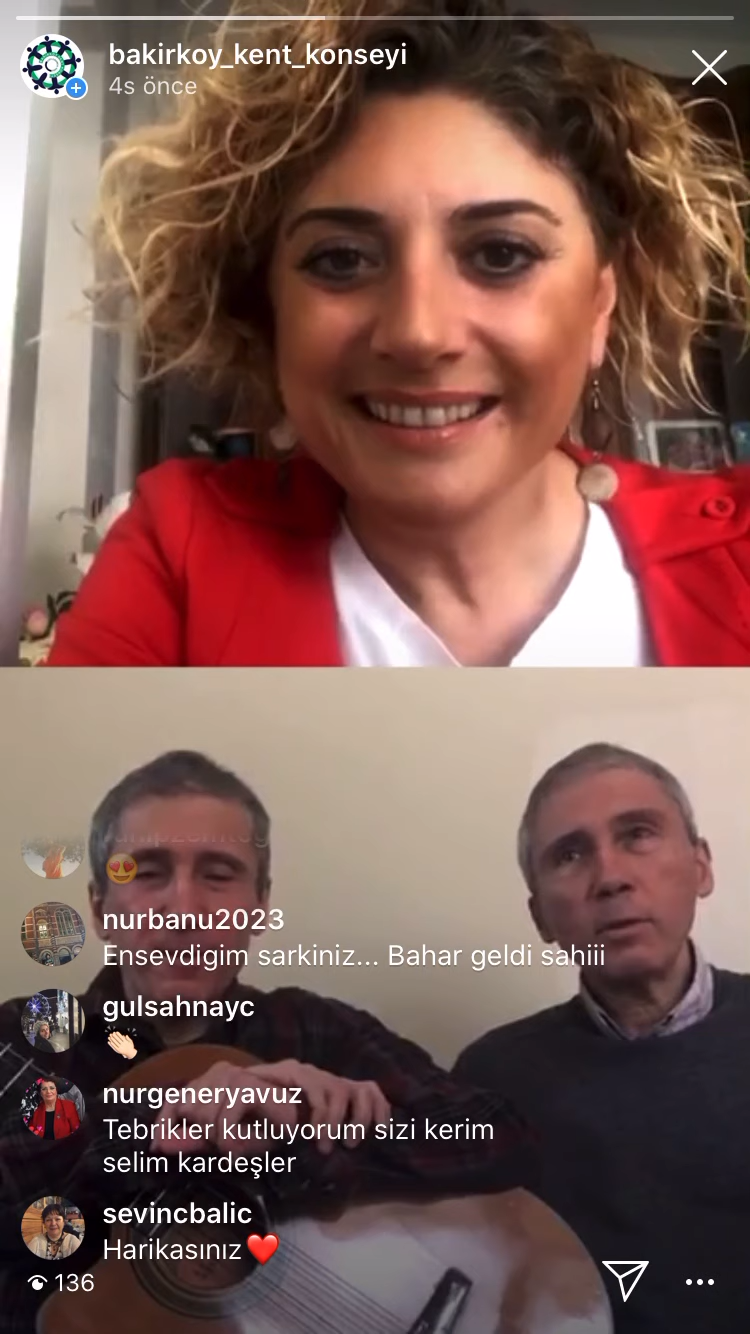 bakirkoy_kent_konseyi
4s önce
😍
nurbanu2023
Ensevdigim sarkiniz... Bahar geldi sahiii
gulsahnayc
👏🏻
nurgeneryavuz
Tebrikler kutluyorum sizi kerim
selim kardeşler
sevincbalic
Harikasınız❤️
136